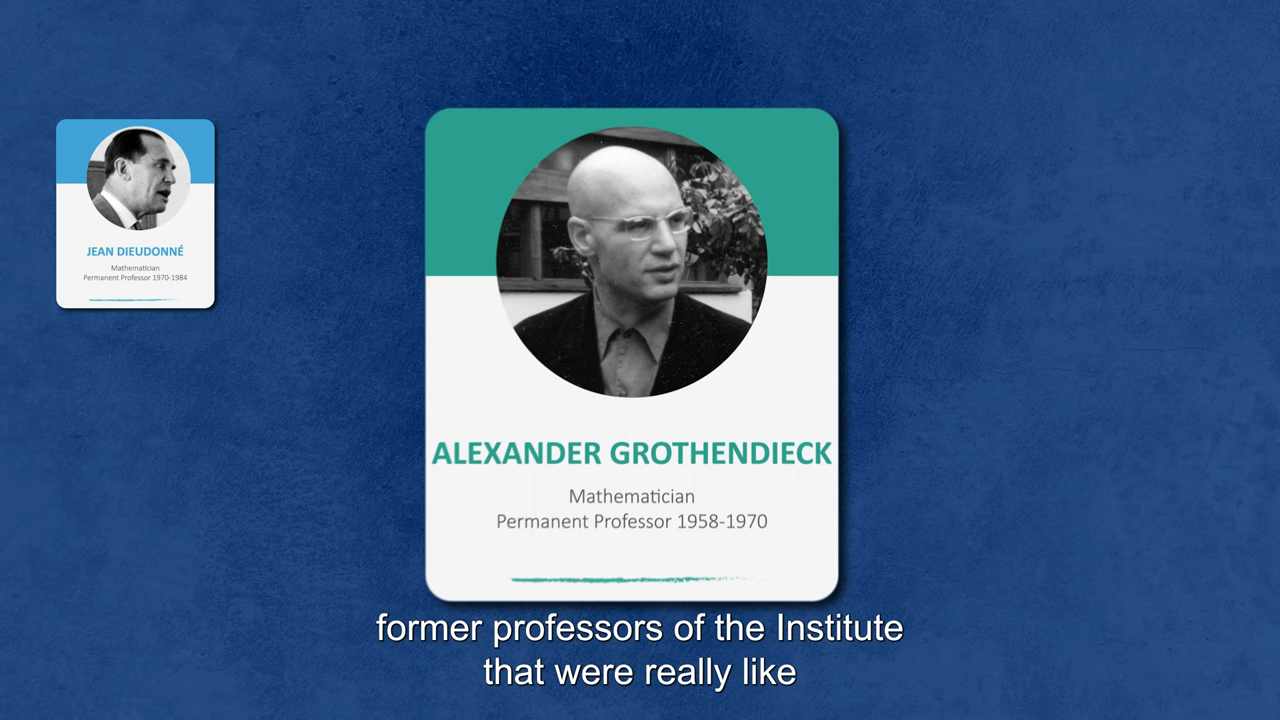 JEAN DIEUDONNÉ
Mathematician
Permanent Professor 1970-1984
ALEXANDER GROTHENDIECK
Mathematician
Permanent Professor 1958-1970
former professors of the Institute
that were really like